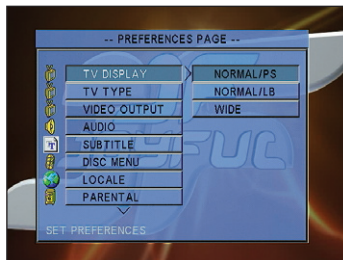 -- PREFERENCES PAGE --
TV DISPLAY NORMAL/PS
TV TYPE NORMAL/LB
VIDEO OUTPUT WIDE
AUDIO
SUBTITLE
DISC MENU
LOCALE
PARENTAL
SET PREFERENCES